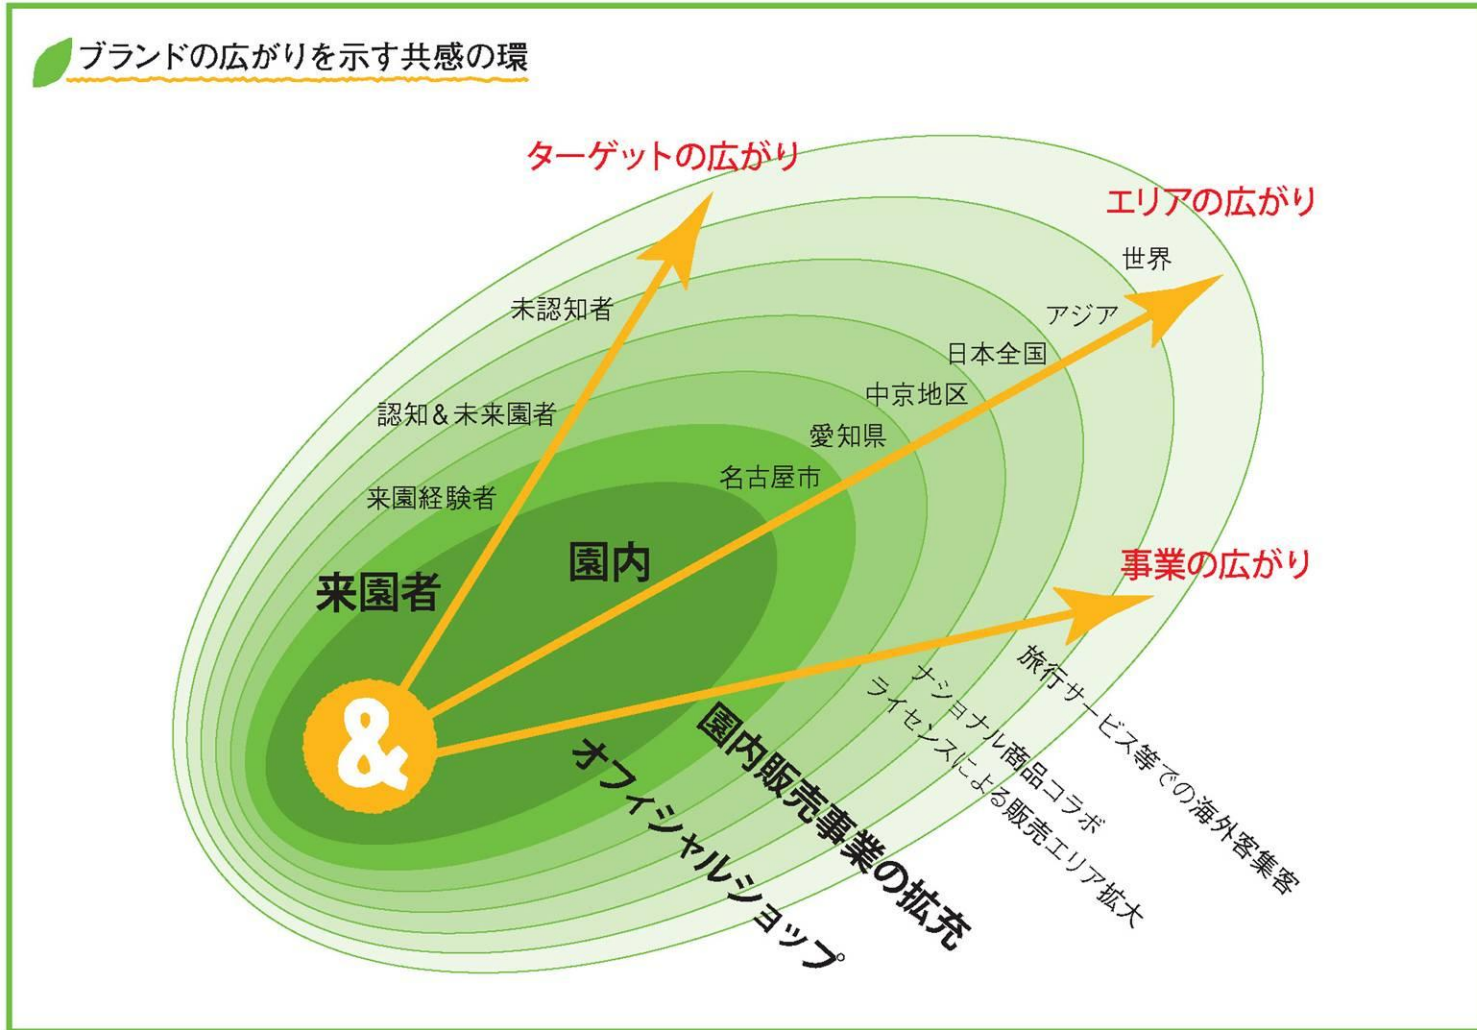 ブランドの広がりを示す共感の環
ターゲットの広がり
未認知者
認知＆未来園者
来園経験者
来園者
エリアの広がり
世界
アジア
日本全国
中京地区
愛知県
名古屋市
園内
事業の広がり
旅行サービス等での海外客集客
ナショナル商品コラボ
ライセンスによる販売エリア拡大
園内販売事業の拡充
オフィシャルショップ
&